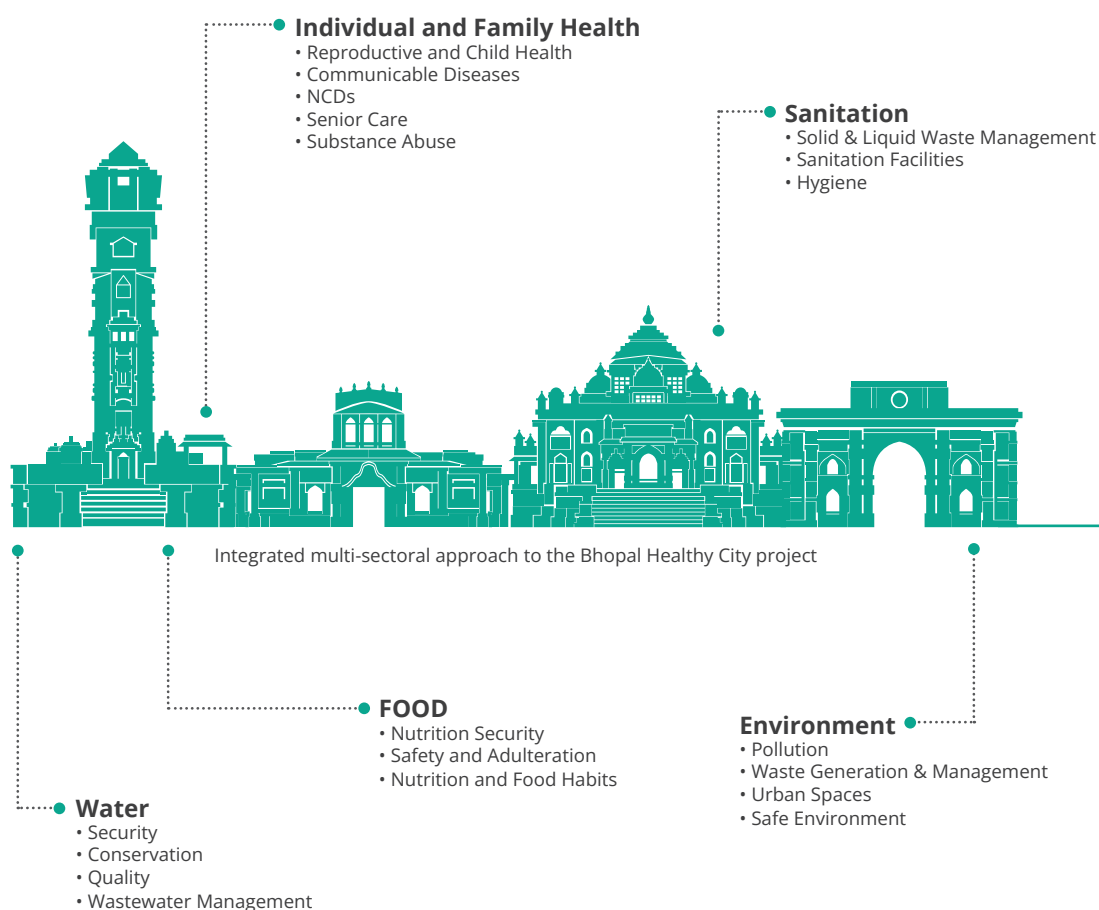 Individual and Family Health
• Reproductive and Child Health
• Communicable Diseases
• NCDs
• Senior Care
• Substance Abuse
Sanitation
• Solid & Liquid Waste Management
• Sanitation Facilities
• Hygiene
Integrated multi-sectoral approach to the Bhopal Healthy City project
FOOD
• Nutrition Security
• Safety and Adulteration
• Nutrition and Food Habits
Environment
• Pollution
• Waste Generation & Management
• Urban Spaces
• Safe Environment
Water
• Security
• Conservation
• Quality
• Wastewater Management